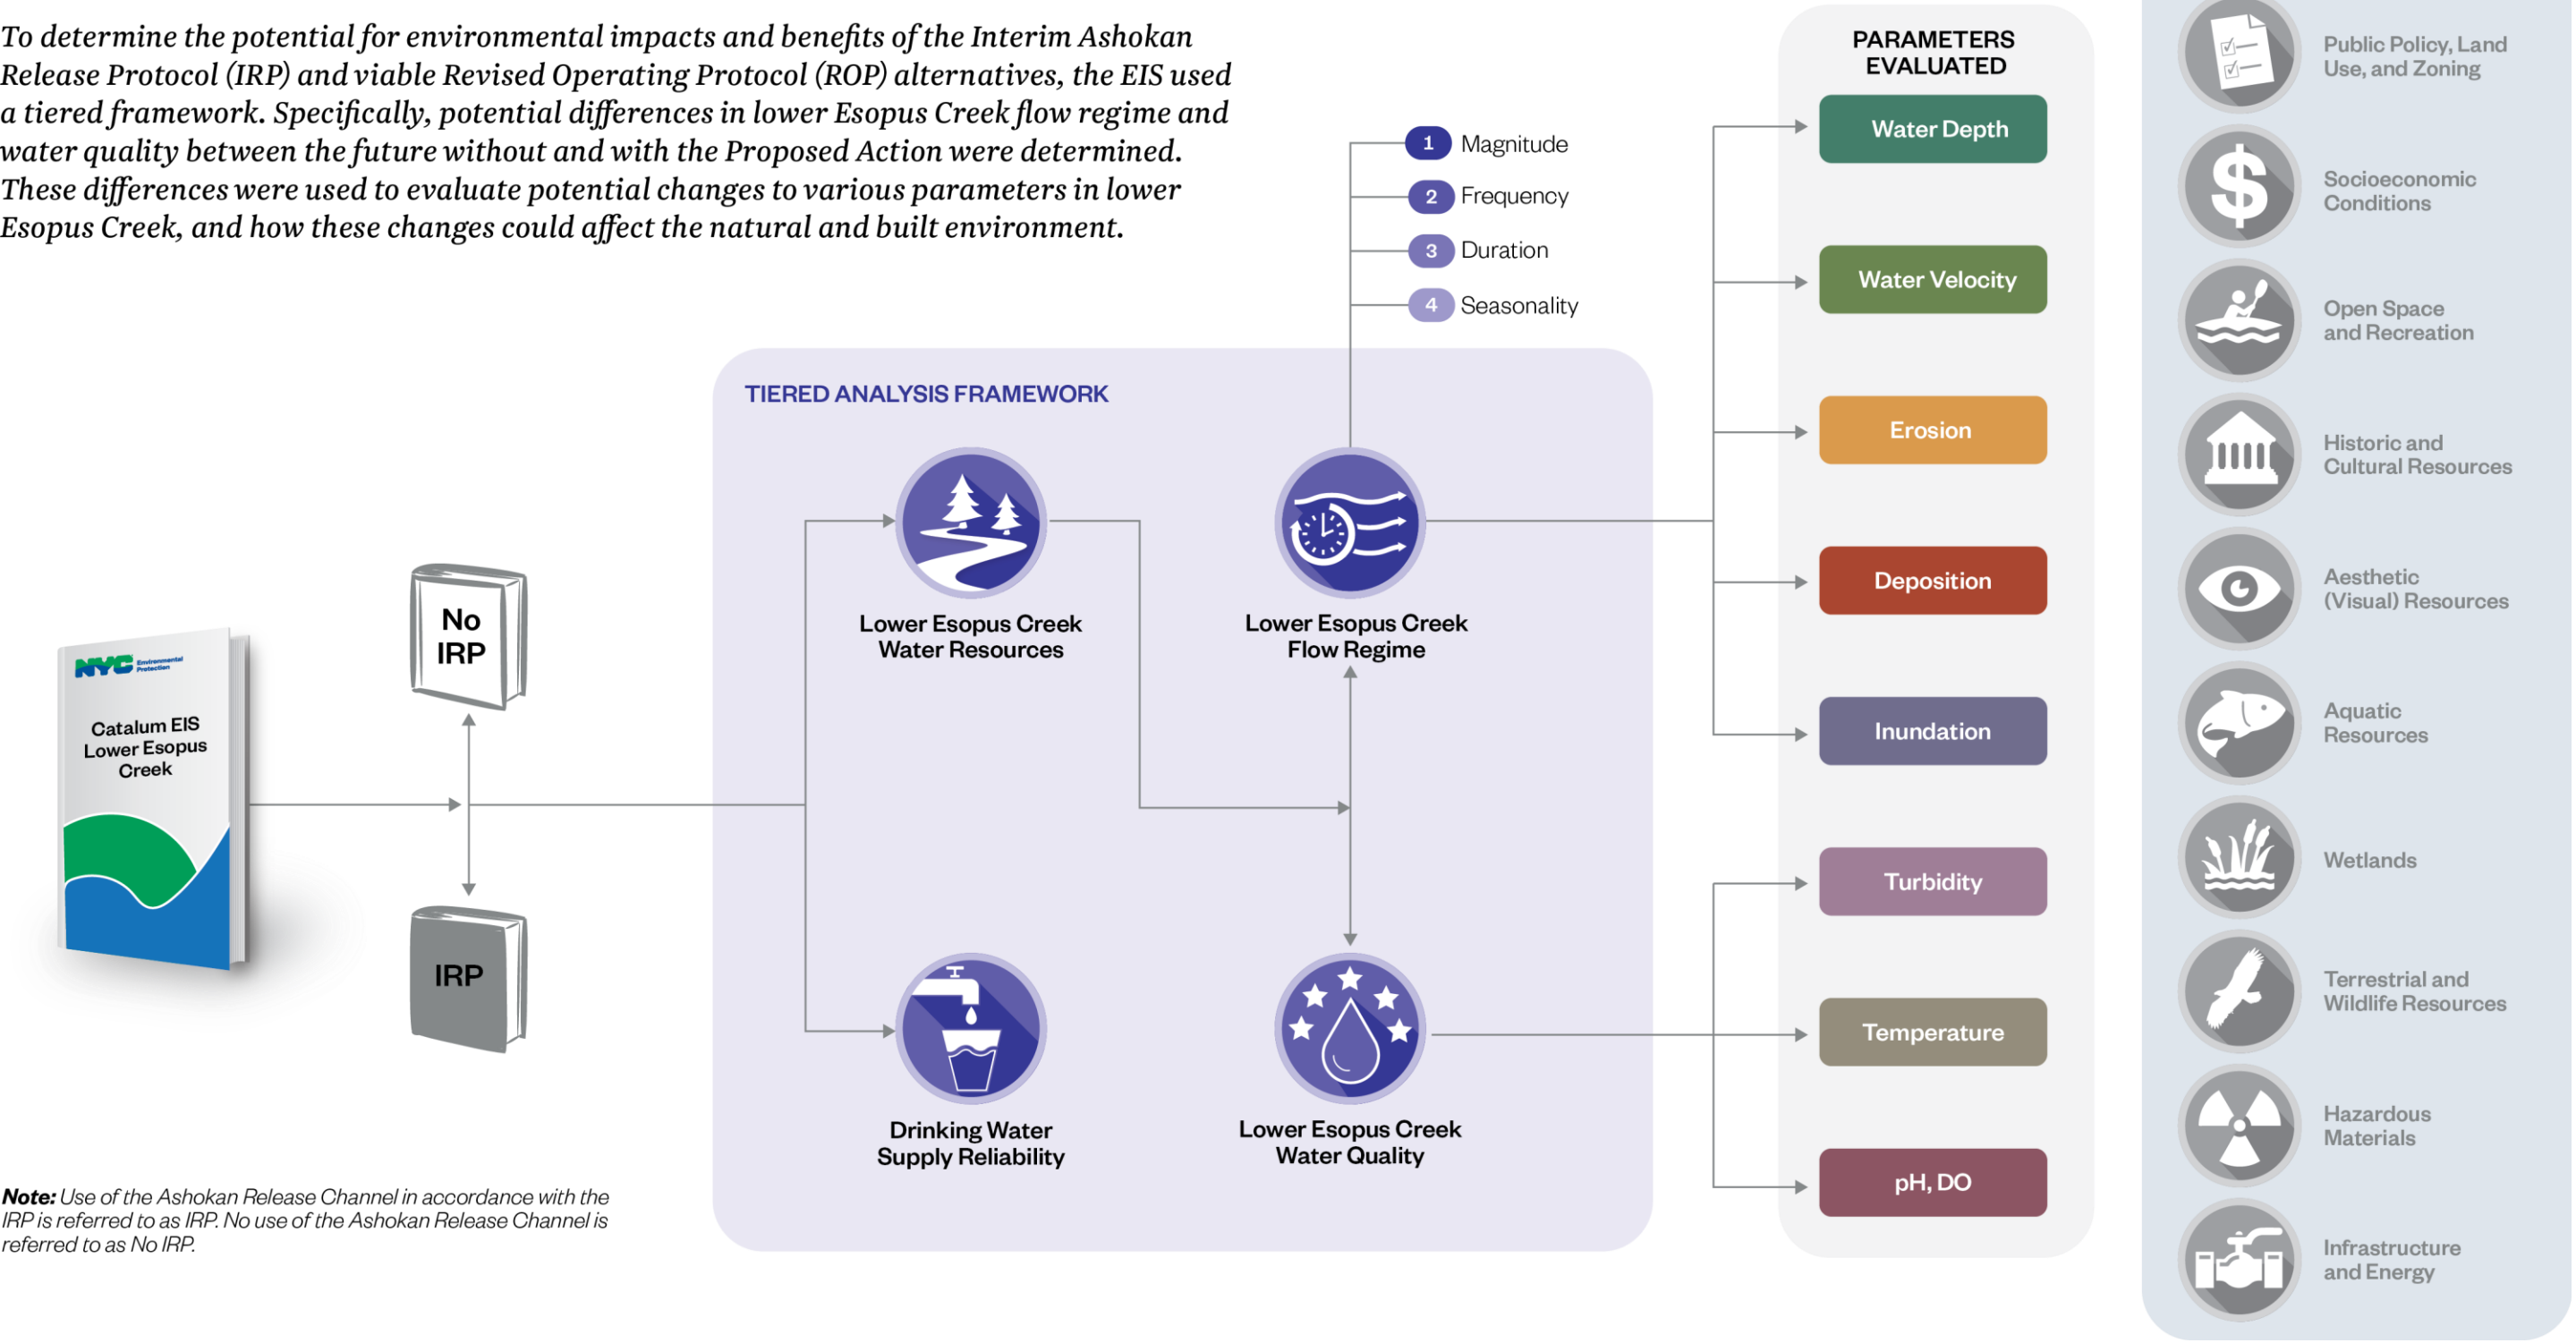 To determine the potential for environmental impacts and benefits of the Interim Ashokan
Release Protocol (IRP) and viable Revised Operating Protocol (ROP) alternatives, the EIS used
a tiered framework. Specifically, potential differences in lower Esopus Creek flow regime and
water quality between the future without and with the Proposed Action were determined.
These differences were used to evaluate potential changes to various parameters in lower
Esopus Creek, and how these changes could affect the natural and built environment.
NYC Environmental
Protection
Catalum EIS
Lower Esopus
Creek
No
IRP
IRP
Note: Use of the Ashokan Release Channel in accordance with the
IRP is referred to as IRP. No use of the Ashokan Release Channel is
referred to as No IRP.
TIERED ANALYSIS FRAMEWORK
Lower Esopus Creek
Water Resources
Drinking Water
Supply Reliability
1 Magnitude
2 Frequency
3 Duration
4 Seasonality
Lower Esopus Creek
Flow Regime
Lower Esopus Creek
Water Quality
PARAMETERS
EVALUATED
Water Depth
Water Velocity
Erosion
Deposition
Inundation
Turbidity
Temperature
pH, DO
Public Policy, Land
Use, and Zoning
Socioeconomic
Conditions
Open Space
and Recreation
Historic and
Cultural Resources
Aesthetic
(Visual) Resources
Aquatic
Resources
Wetlands
Terrestrial and
Wildlife Resources
Hazardous
Materials
Infrastructure
and Energy